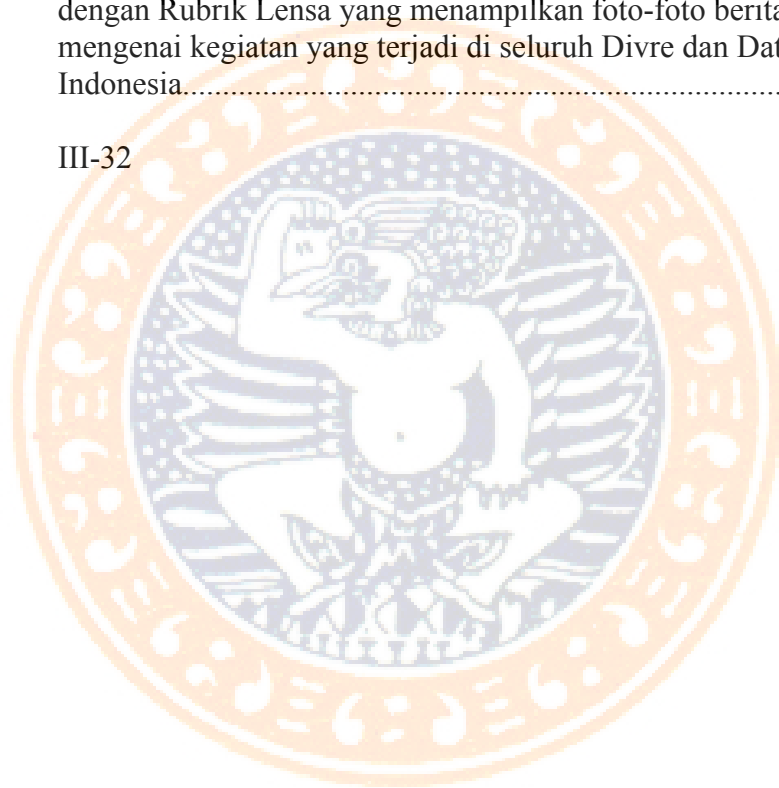 dengan Rubrik Lensa yang menampilkan foto-foto berita
mengenai kegiatan yang terjadi di seluruh Divre dan Dat
Indonesia..........................................................................
III-32